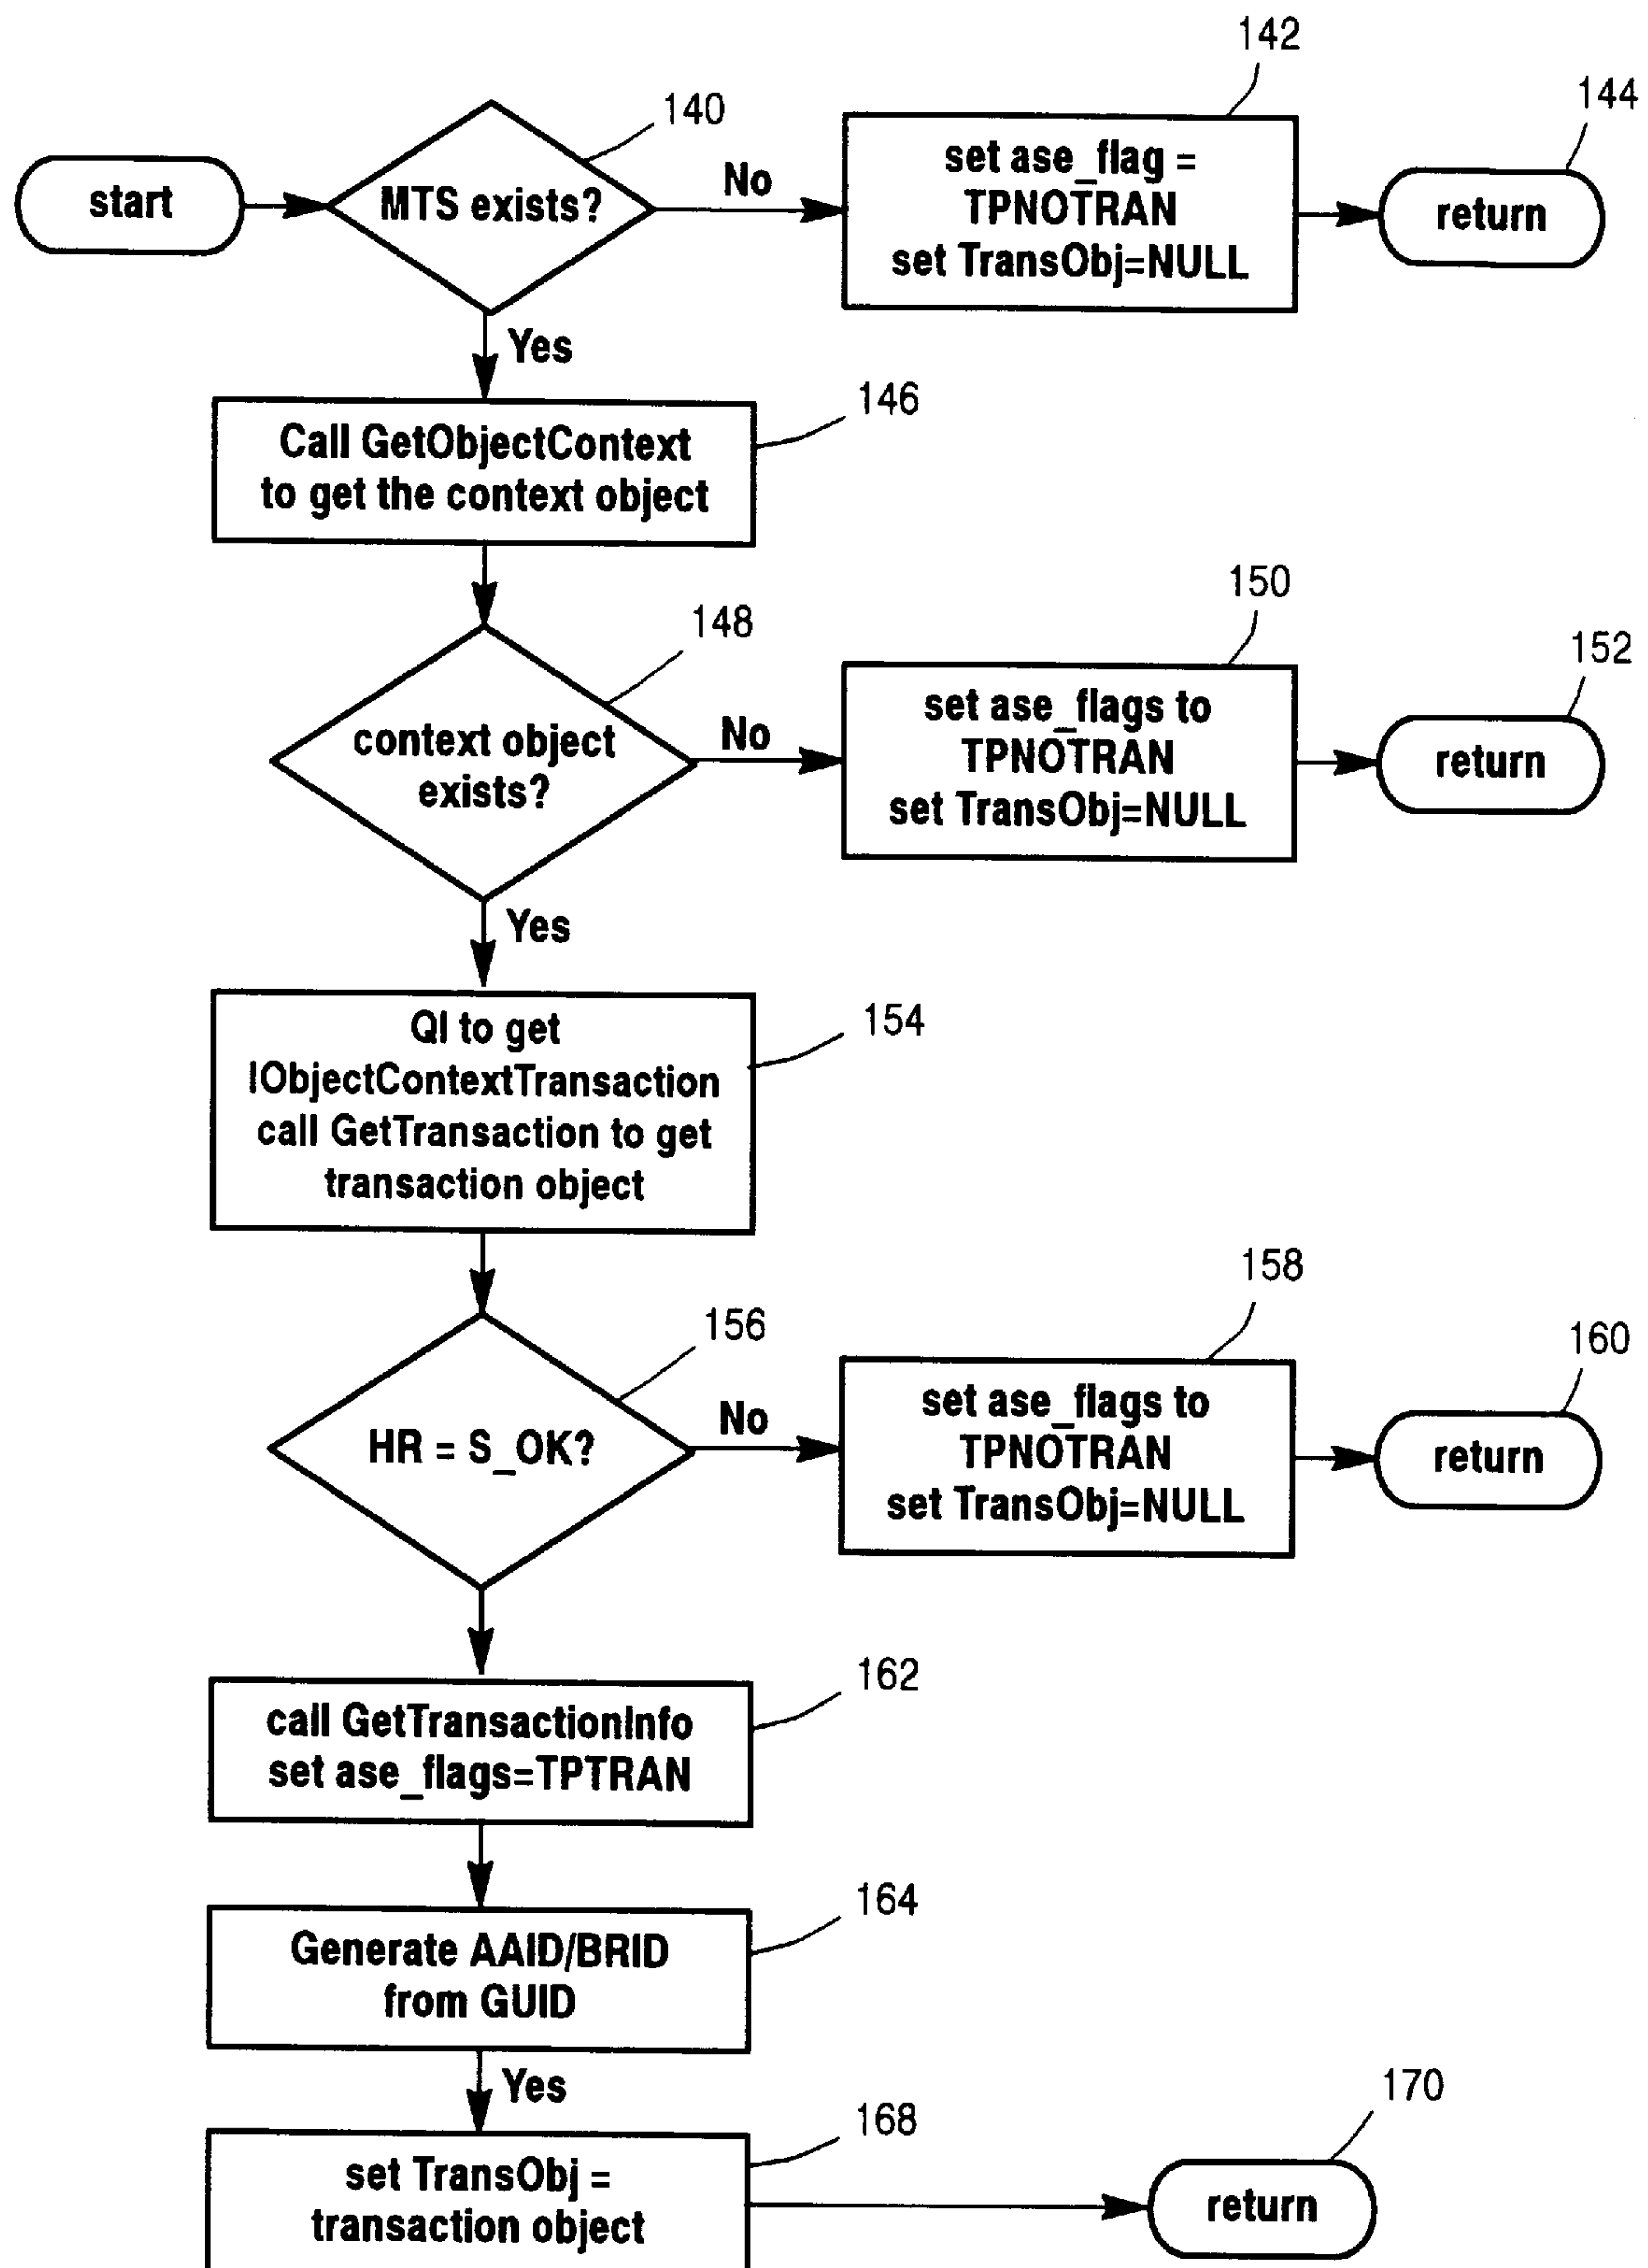 142
144
140
start
MTS exists?
No
set ase_flag =
TPNOTRAN
set TransObj=NULL
return
Yes
146
Call GetObjectContext
to get the context object
148
150
152
context object
exists?
No
set ase_flags to
TPNOTRAN
set TransObj=NULL
return
Yes
154
QI to get
IObjectContextTransaction
call GetTransaction to get
transaction object
156
158
160
HR = S_OK?
No
set ase_flags to
TPNOTRAN
set TransObj=NULL
return
162
call GetTransactionInfo
set ase_flags=TPTRAN
164
Generate AAID/BRID
from GUID
Yes
168
170
set TransObj =
transaction object
return